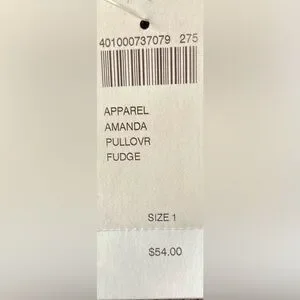 401000737079 275
APPAREL
AMANDA
PULLOVR
FUDGE
SIZE 1
$54.00